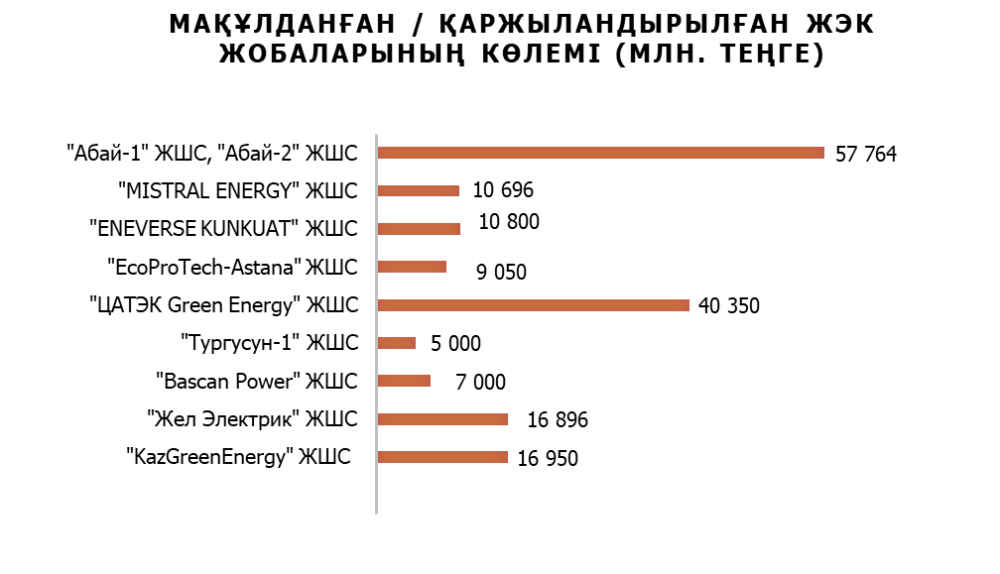 МАҚҰЛДАНҒАН / ҚАРЖЫЛАНДЫРЫЛҒАН ЖЭК
ЖОБАЛАРЫНЫҢ КӨЛЕМІ (МЛН. ТЕҢГЕ)
"Абай-1" ЖШС, "Абай-2" ЖШС 57 764
"MISTRAL ENERGY" ЖШС 10 696
"ENEVERSE KUNKUAT" ЖШС 10 800
"EcoProTech-Astana" ЖШС 9 050
"ЦАТЭК Green Energy" ЖШС 40 350
"Тургусун-1" ЖШС 5 000
"Bascan Power" ЖШС 7 000
"Жел Электрик" ЖШС 16 896
"KazGreenEnergy" ЖШС 16 950